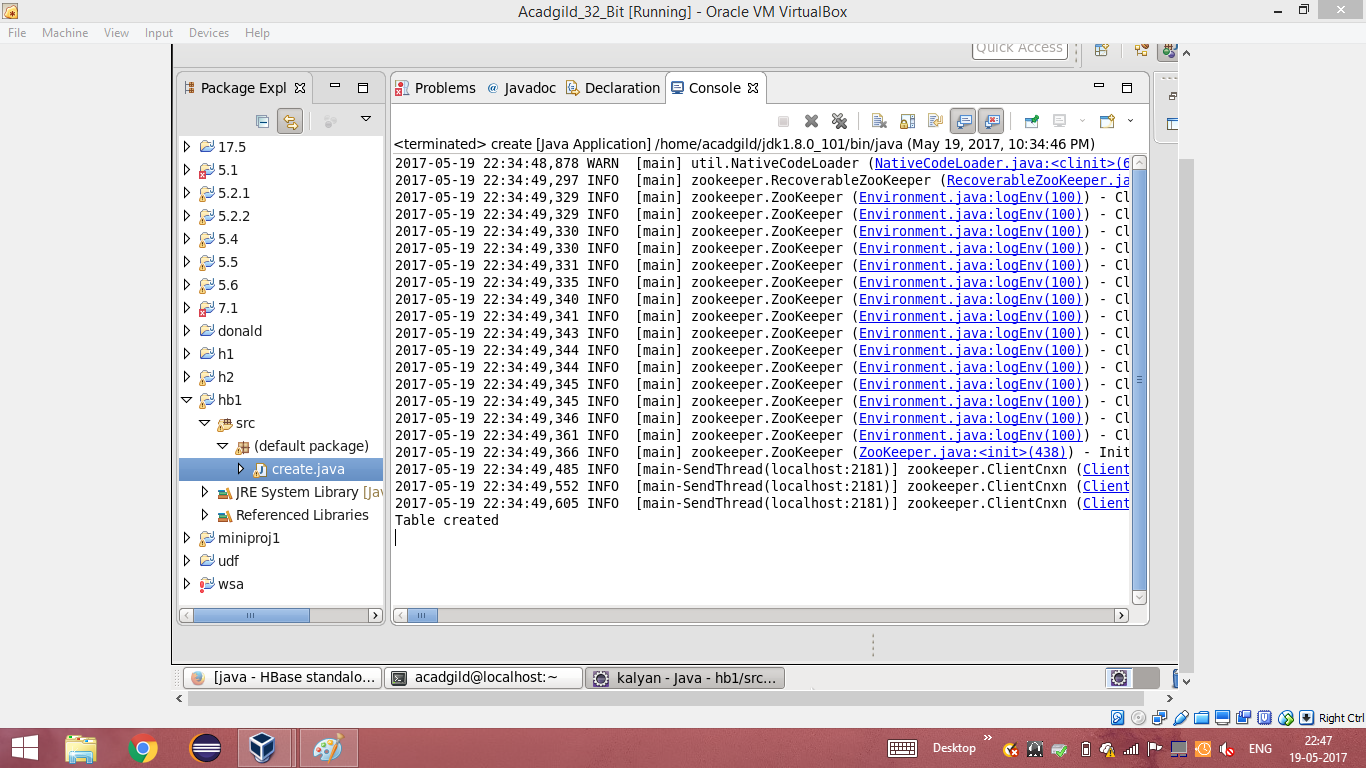 Acadgild_32_Bit [Running] - Oracle VM VirtualBox
File Machine View Input Devices Help
Quick Access
Package Expl
Problems @ Javadoc Declaration Console
<terminated> create [Java Application] /home/acadgild/jdk1.8.0_101/bin/java (May 19, 2017, 10:34:46 PM)
17.5
5.1
5.2.1
5.2.2
5.4
5.5
5.6
7.1
donald
h1
h2
hb1
src
(default package)
create.java
JRE System Library [Jav
Referenced Libraries
miniproj1
udf
wsa
2017-05-19 22:34:48,878 WARN [main] util.NativeCodeLoader (NativeCodeLoader.java:<clinit>(6
2017-05-19 22:34:49,297 INFO [main] zookeeper.RecoverableZooKeeper (RecoverableZooKeeper.ja
2017-05-19 22:34:49,329 INFO [main] zookeeper.ZooKeeper (Environment.java:logEnv(100)) - Cl
2017-05-19 22:34:49,329 INFO [main] zookeeper.ZooKeeper (Environment.java:logEnv(100)) - Cl
2017-05-19 22:34:49,330 INFO [main] zookeeper.ZooKeeper (Environment.java:logEnv(100)) - Cl
2017-05-19 22:34:49,330 INFO [main] zookeeper.ZooKeeper (Environment.java:logEnv(100)) - Cl
2017-05-19 22:34:49,331 INFO [main] zookeeper.ZooKeeper (Environment.java:logEnv(100)) - Cl
2017-05-19 22:34:49,335 INFO [main] zookeeper.ZooKeeper (Environment.java:logEnv(100)) - Cl
2017-05-19 22:34:49,340 INFO [main] zookeeper.ZooKeeper (Environment.java:logEnv(100)) - Cl
2017-05-19 22:34:49,341 INFO [main] zookeeper.ZooKeeper (Environment.java:logEnv(100)) - Cl
2017-05-19 22:34:49,343 INFO [main] zookeeper.ZooKeeper (Environment.java:logEnv(100)) - Cl
2017-05-19 22:34:49,344 INFO [main] zookeeper.ZooKeeper (Environment.java:logEnv(100)) - Cl
2017-05-19 22:34:49,344 INFO [main] zookeeper.ZooKeeper (Environment.java:logEnv(100)) - Cl
2017-05-19 22:34:49,345 INFO [main] zookeeper.ZooKeeper (Environment.java:logEnv(100)) - Cl
2017-05-19 22:34:49,345 INFO [main] zookeeper.ZooKeeper (Environment.java:logEnv(100)) - Cl
2017-05-19 22:34:49,346 INFO [main] zookeeper.ZooKeeper (Environment.java:logEnv(100)) - Cl
2017-05-19 22:34:49,361 INFO [main] zookeeper.ZooKeeper (Environment.java:logEnv(100)) - Cl
2017-05-19 22:34:49,366 INFO [main] zookeeper.ZooKeeper (ZooKeeper.java:<init>(438)) - Init
2017-05-19 22:34:49,485 INFO [main-SendThread(localhost:2181)] zookeeper.ClientCnxn (Client
2017-05-19 22:34:49,552 INFO [main-SendThread(localhost:2181)] zookeeper.ClientCnxn (Client
2017-05-19 22:34:49,605 INFO [main-SendThread(localhost:2181)] zookeeper.ClientCnxn (Client
Table created
[java - HBase standalo... acadgild@localhost:~ kalyan - Java - hb1/src...
Right Ctrl
Desktop » ENG 22:47
19-05-2017